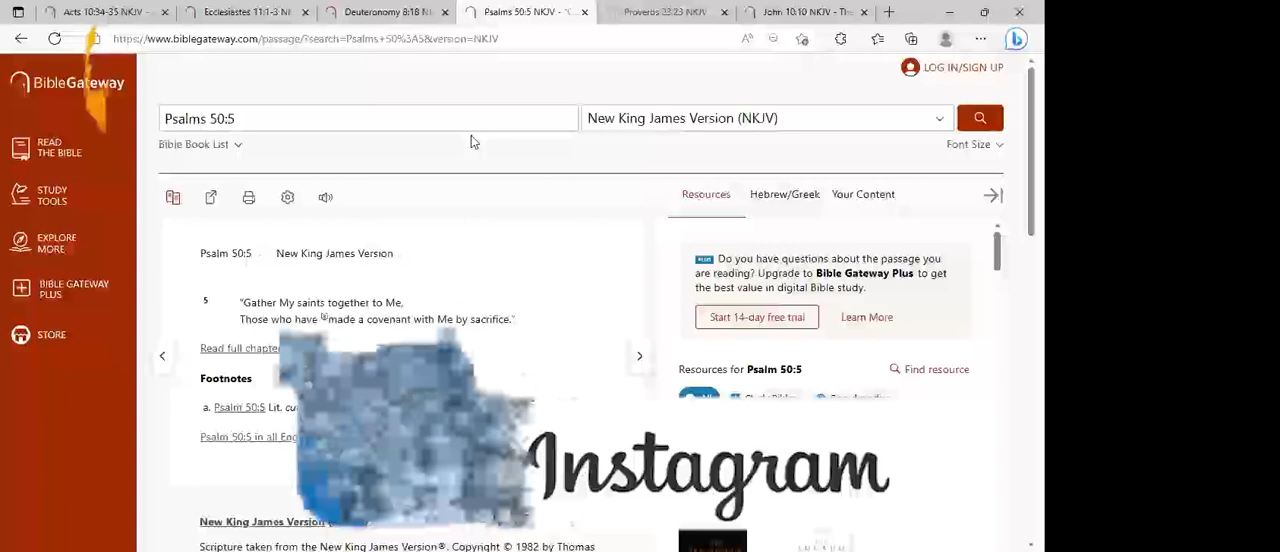 Acts 10:34-35 NKJV -
Ecclesiastes 11:1-3 NI
Deuteronomy 8:18 NI
Psalms 50:5 NKJV -
Proverbs 23:23 NKJV
John 10:10 NKJV - The
https://www.biblegateway.com/passage/?search=Psalms+50%3A5&version=NKJV
BibleGateway
LOG IN/SIGN UP
Psalms 50:5
New King James Version (NKJV)
Bible Book List
Font Size
READ
THE BIBLE
STUDY
TOOLS
EXPLORE
MORE
BIBLE GATEWAY
PLUS
STORE
Resources
Hebrew/Greek
Your Content
Psalm 50:5
New King James Version
5 "Gather My saints together to Me,
Those who have [a]made a covenant with Me by sacrifice."
Read full chapter
Footnotes
a. Psalm 50:5 Lit.
Psalm 50:5 in all
New King James Version
Scripture taken from the New King James Version®. Copyright © 1982 by Thomas
PLUS Do you have questions about the passage you
are reading? Upgrade to Bible Gateway Plus to get
the best value in digital Bible study.
Start 14-day free trial
Learn More
Resources for Psalm 50:5
Find resource
All
Instagram